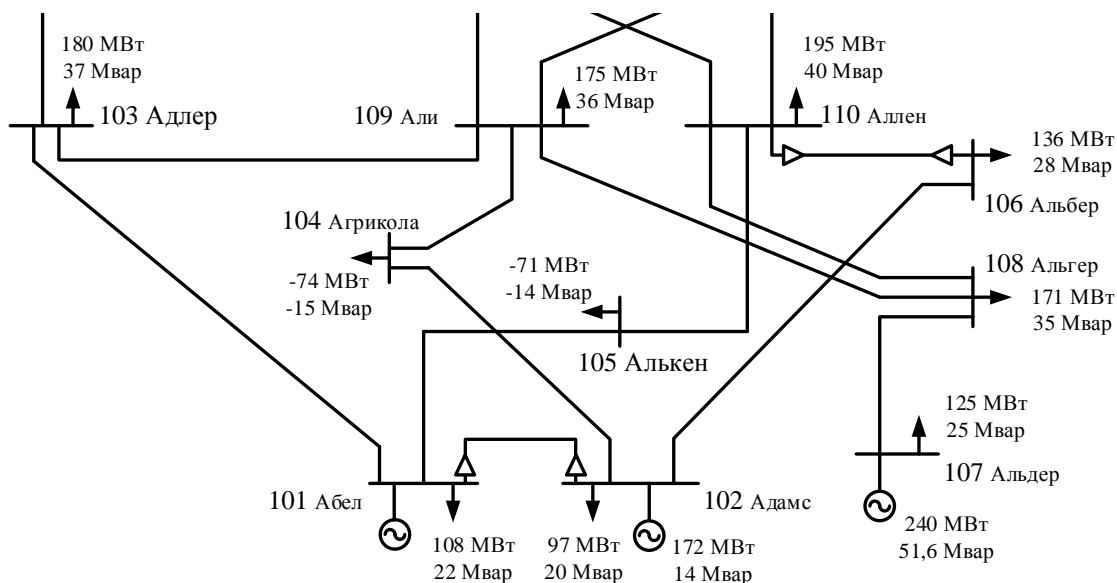 180 МВт
37 Мвар
103 Адлер
109 Али
175 МВт
36 Мвар
195 МВт
40 Мвар
110 Аллен
136 МВт
28 Мвар
106 Альбер
104 Агрикола
-74 МВт
-15 Мвар
-71 МВт
-14 Мвар
105 Алькен
108 Альгер
171 МВт
35 Мвар
125 МВт
25 Мвар
107 Альдер
240 МВт
51,6 Мвар
101 Абел
108 МВт
22 Мвар
97 МВт
20 Мвар
172 МВт
14 Мвар
102 Адамс